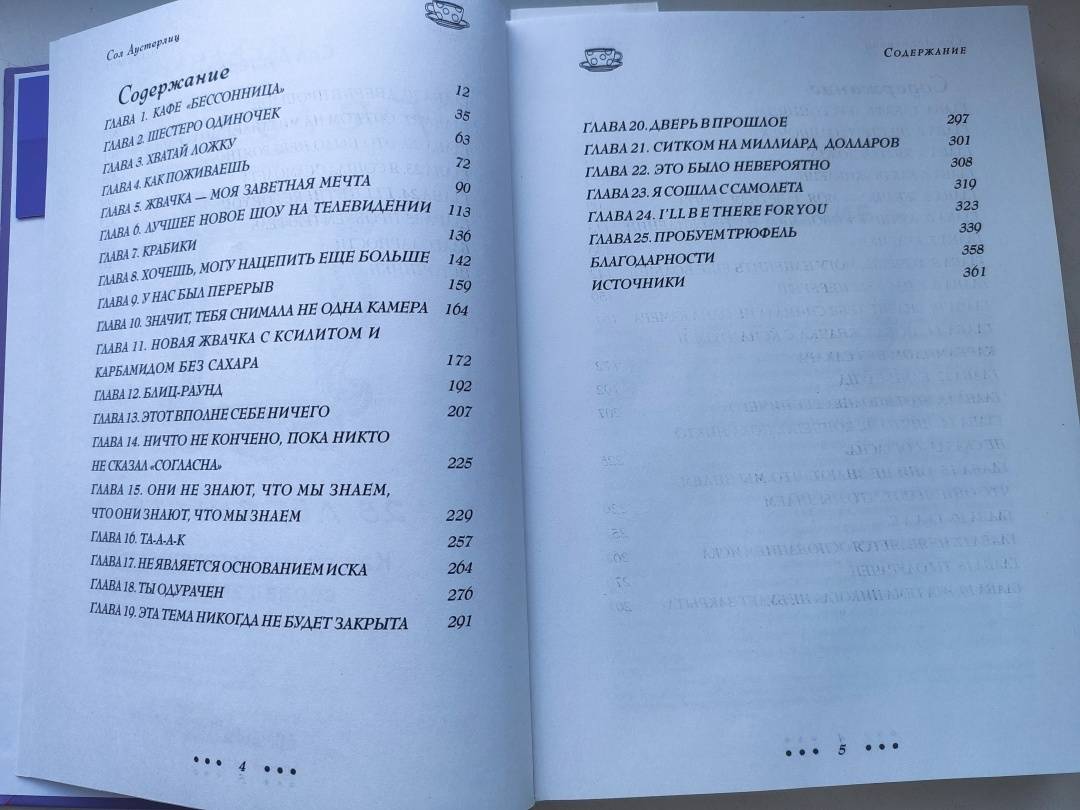 Сол Аустерлиц
Содержание
ГЛАВА 1. КАФЕ «БЕССОННИЦА» 12
ГЛАВА 2. ШЕСТЕРО ОДИНОЧЕК 35
ГЛАВА 3. ХВАТАЙ ЛОЖКУ 63
ГЛАВА 4. КАК ПОЖИВАЕШЬ 72
ГЛАВА 5. ЖВАЧКА — МОЯ ЗАВЕТНАЯ МЕЧТА 90
ГЛАВА 6. ЛУЧШЕЕ НОВОЕ ШОУ НА ТЕЛЕВИДЕНИИ 113
ГЛАВА 7. КРАБИКИ 136
ГЛАВА 8. ХОЧЕШЬ, МОГУ НАЦЕПИТЬ ЕЩЕ БОЛЬШЕ 142
ГЛАВА 9. У НАС БЫЛ ПЕРЕРЫВ 159
ГЛАВА 10. ЗНАЧИТ, ТЕБЯ СНИМАЛА НЕ ОДНА КАМЕРА 164
ГЛАВА 11. НОВАЯ ЖВАЧКА С КСИЛИТОМ И
КАРБАМИДОМ БЕЗ САХАРА 172
ГЛАВА 12. БЛИЦ-РАУНД 192
ГЛАВА 13. ЭТОТ ВПОЛНЕ СЕБЕ НИЧЕГО 207
ГЛАВА 14. НИЧТО НЕ КОНЧЕНО, ПОКА НИКТО
НЕ СКАЗАЛ «СОГЛАСНА» 225
ГЛАВА 15. ОНИ НЕ ЗНАЮТ, ЧТО МЫ ЗНАЕМ,
ЧТО ОНИ ЗНАЮТ, ЧТО МЫ ЗНАЕМ 229
ГЛАВА 16. ТА-А-А-К 257
ГЛАВА 17. НЕ ЯВЛЯЕТСЯ ОСНОВАНИЕМ ИСКА 264
ГЛАВА 18. ТЫ ОДУРАЧЕН 276
ГЛАВА 19. ЭТА ТЕМА НИКОГДА НЕ БУДЕТ ЗАКРЫТА 291
••• 4 •••
СОДЕРЖАНИЕ
ГЛАВА 20. ДВЕРЬ В ПРОШЛОЕ 297
ГЛАВА 21. СИТКОМ НА МИЛЛИАРД ДОЛЛАРОВ 301
ГЛАВА 22. ЭТО БЫЛО НЕВЕРОЯТНО 308
ГЛАВА 23. Я СОШЛА С САМОЛЕТА 319
ГЛАВА 24. I'LL BE THERE FOR YOU 323
ГЛАВА 25. ПРОБУЕМ ТРЮФЕЛЬ 339
БЛАГОДАРНОСТИ 358
ИСТОЧНИКИ 361
••• 5 •••